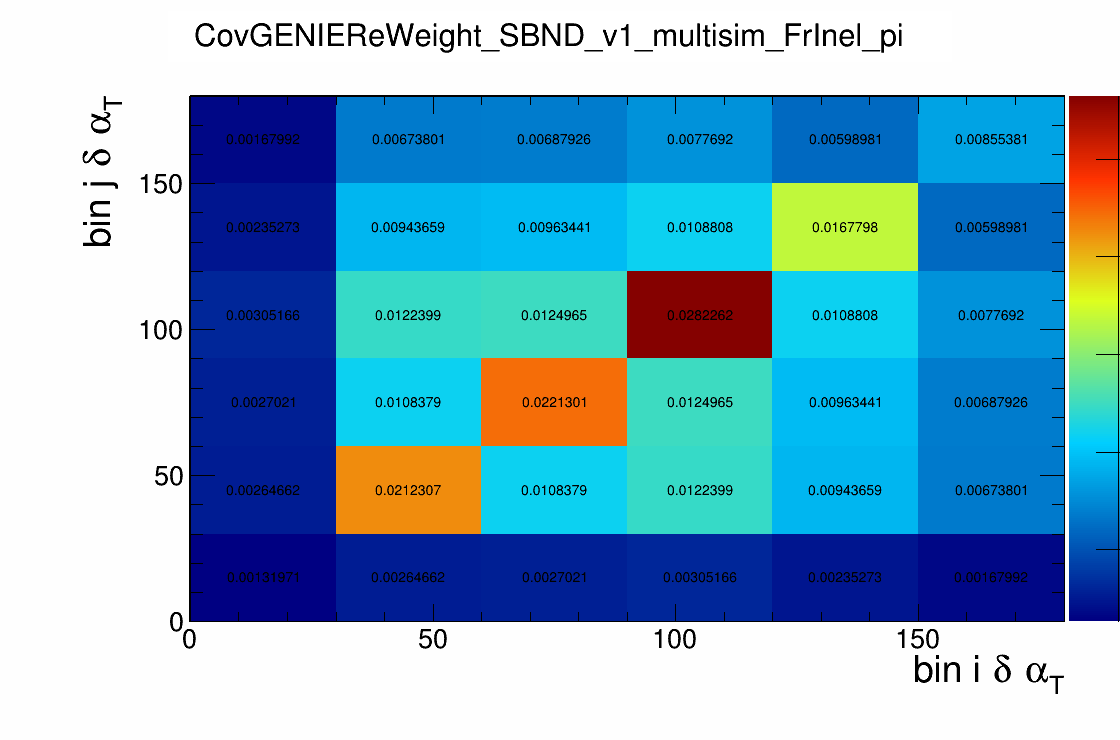 CovGENIEReWeight_SBND_v1_multisim_FrInel_pi
bin j δ αT
0.00167992 0.00673801 0.00687926 0.0077692 0.00598981 0.00855381
150
0.00235273 0.00943659 0.00963441 0.0108808 0.0167798 0.00598981
100
0.00305166 0.0122399 0.0124965 0.0282262 0.0108808 0.0077692
0.0027021 0.0108379 0.0221301 0.0124965 0.00963441 0.00687926
50
0.00264662 0.0212307 0.0108379 0.0122399 0.00943659 0.00673801
0.00131971 0.00264662 0.0027021 0.00305166 0.00235273 0.00167992
0
0 50 100 150
bin i δ αT